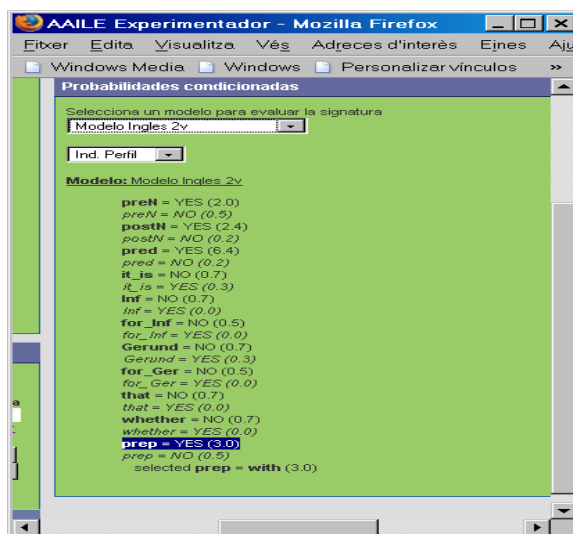 AAILE Experimentador - Mozilla Firefox
Fitxer Edita Visualitza Vés Adreces d'interès Eines Aju
Windows Media Windows Personalizar vínculos »
Probabilidades condicionadas
Selecciona un modelo para evaluar la signatura
Modelo Ingles 2v
Ind. Perfil
Modelo: Modelo Ingles 2v
preN = YES (2.0)
preN = NO (0.5)
postN = YES (2.4)
postN = NO (0.2)
pred = YES (6.4)
pred = NO (0.2)
it_is = NO (0.7)
it_is = YES (0.3)
Inf = NO (0.7)
Inf = YES (0.0)
for_Inf = NO (0.5)
for_Inf = YES (0.0)
Gerund = NO (0.7)
Gerund = YES (0.3)
for_Ger = NO (0.5)
for_Ger = YES (0.0)
a
that = NO (0.7)
that = YES (0.0)
whether = NO (0.7)
whether = YES (0.0)
prep = YES (3.0)
prep = NO (0.5)
selected prep = with (3.0)